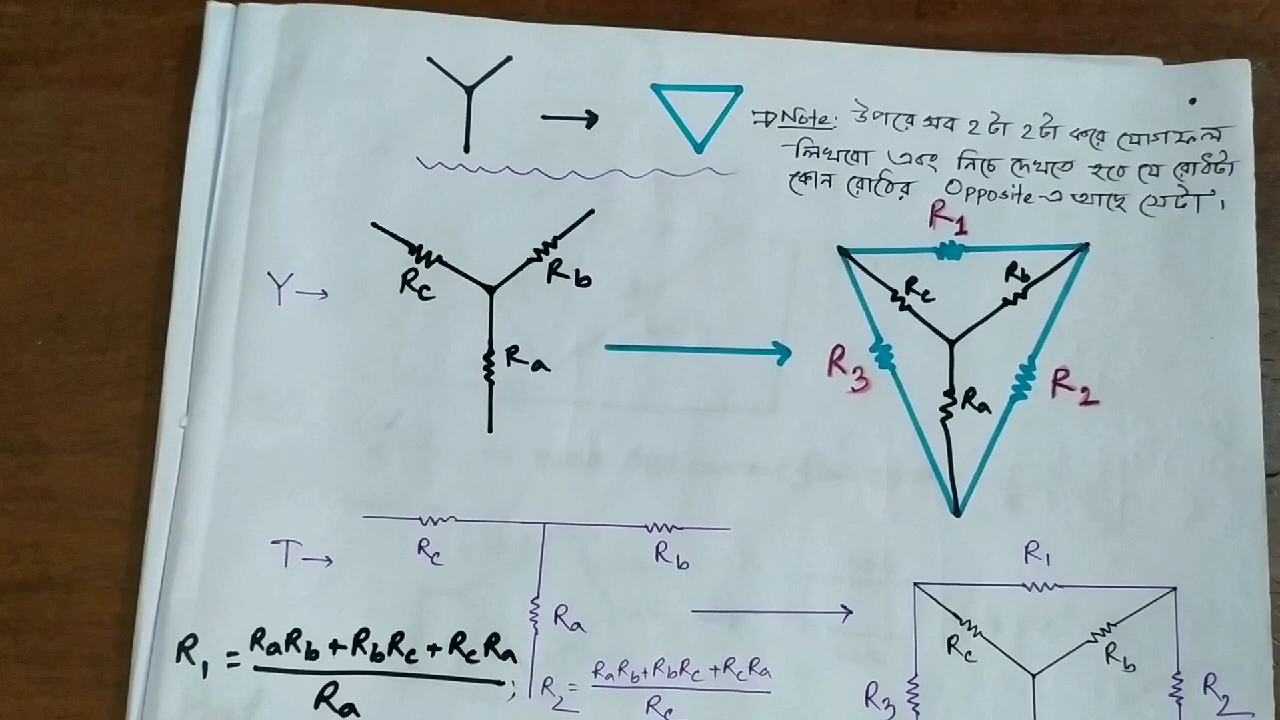 ⇒ Note: উপরে সব 2 টা 2 টা করে যোগফল
লিখবো এবং নিচে দেখতে হবে যে রোধটা
কোন রোধের Opposite এ আছে সেটা।
Y→
Rc
Rb
Ra
R1
Rc
Rb
R3
Ra
R2
T→
Rc
Rb
Ra
R1
Rc
Rb
R3
R2
R1 = RaRb + RbRc + RcRa / Ra ;
R2 = RaRb + RbRc + RcRa / Rc